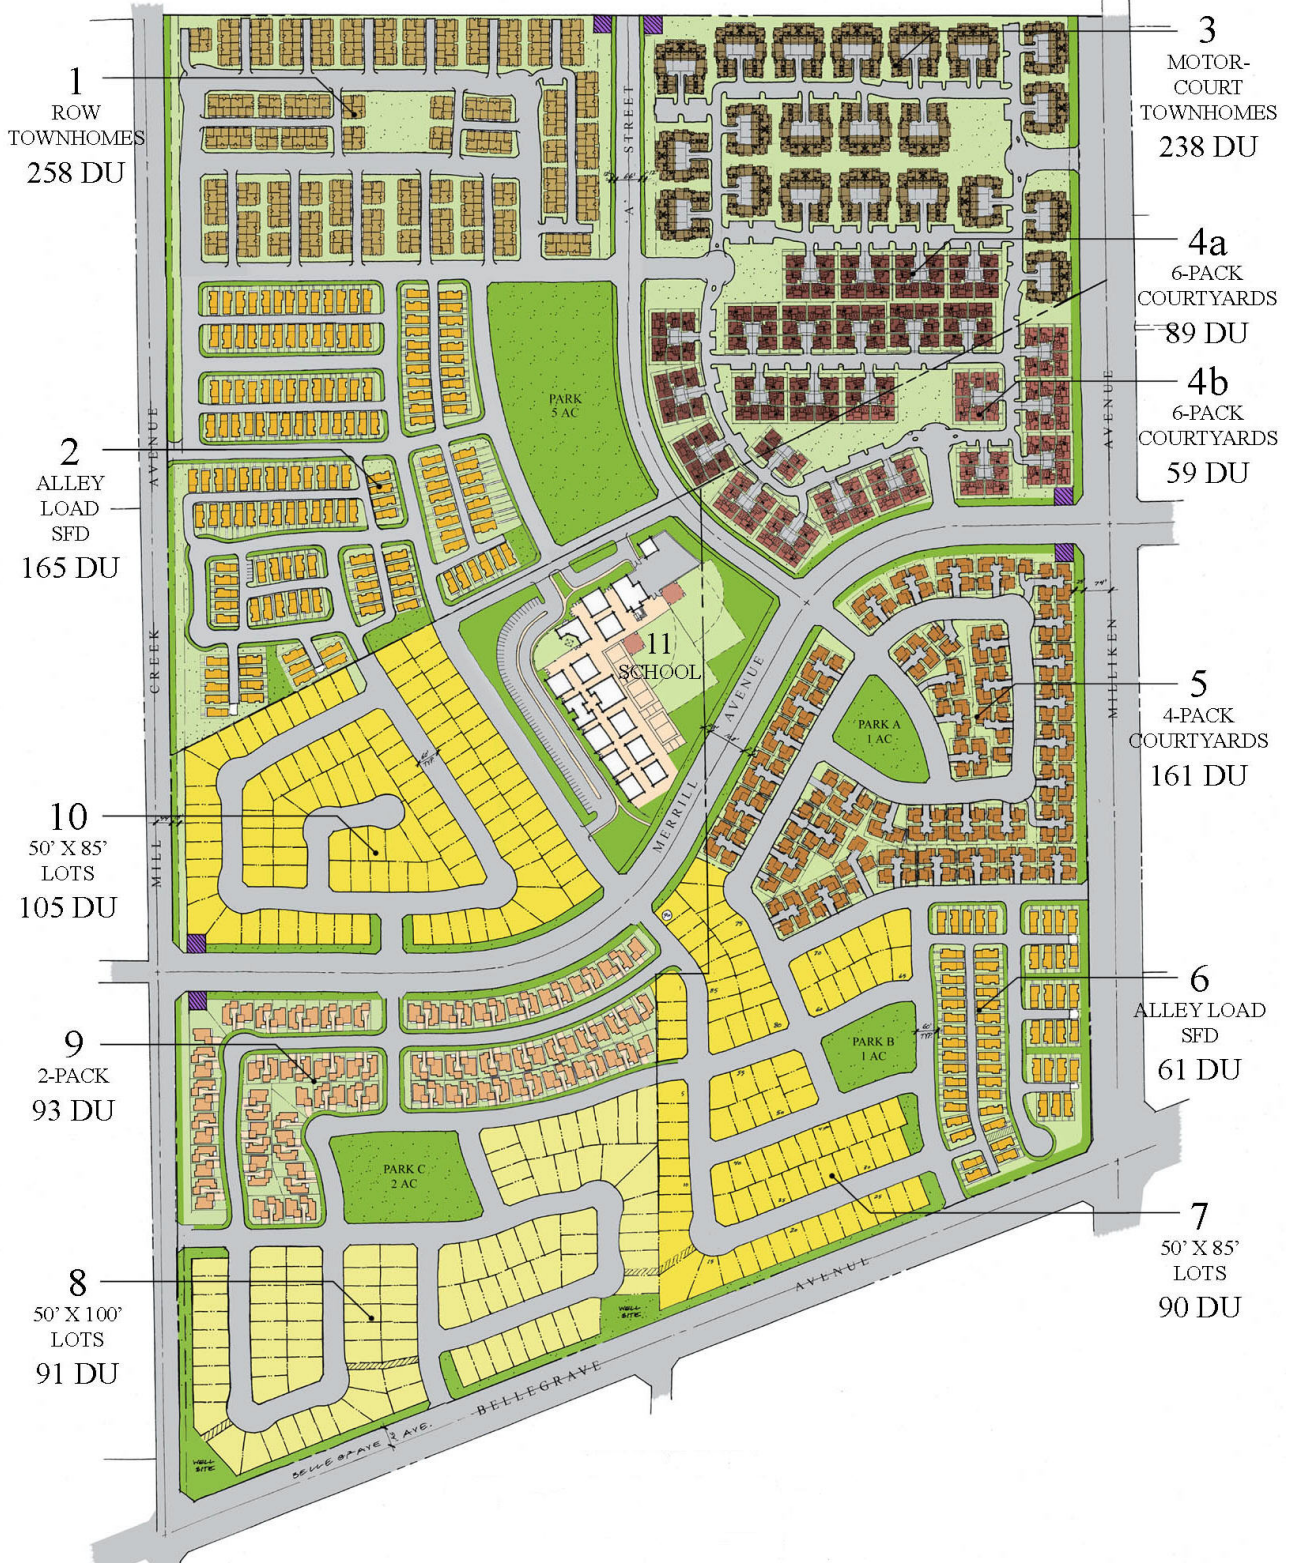 1
ROW
TOWNHOMES
258 DU
2
ALLEY
LOAD
SFD
165 DU
10
50' X 85'
LOTS
105 DU
9
2-PACK
93 DU
8
50' X 100'
LOTS
91 DU
3
MOTOR-
COURT
TOWNHOMES
238 DU
4a
6-PACK
COURTYARDS
89 DU
4b
6-PACK
COURTYARDS
59 DU
5
4-PACK
COURTYARDS
161 DU
6
ALLEY LOAD
SFD
61 DU
7
50' X 85'
LOTS
90 DU
'A' STREET
PARK
5 AC
11
SCHOOL
PARK A
1 AC
PARK B
1 AC
PARK C
2 AC
MILL CREEK AVENUE
MERRILL AVENUE
MILLIKEN AVENUE
BELLEGRAVE AVENUE
BELLEGRAVE AVE.
WELL
SITE
WELL
SITE